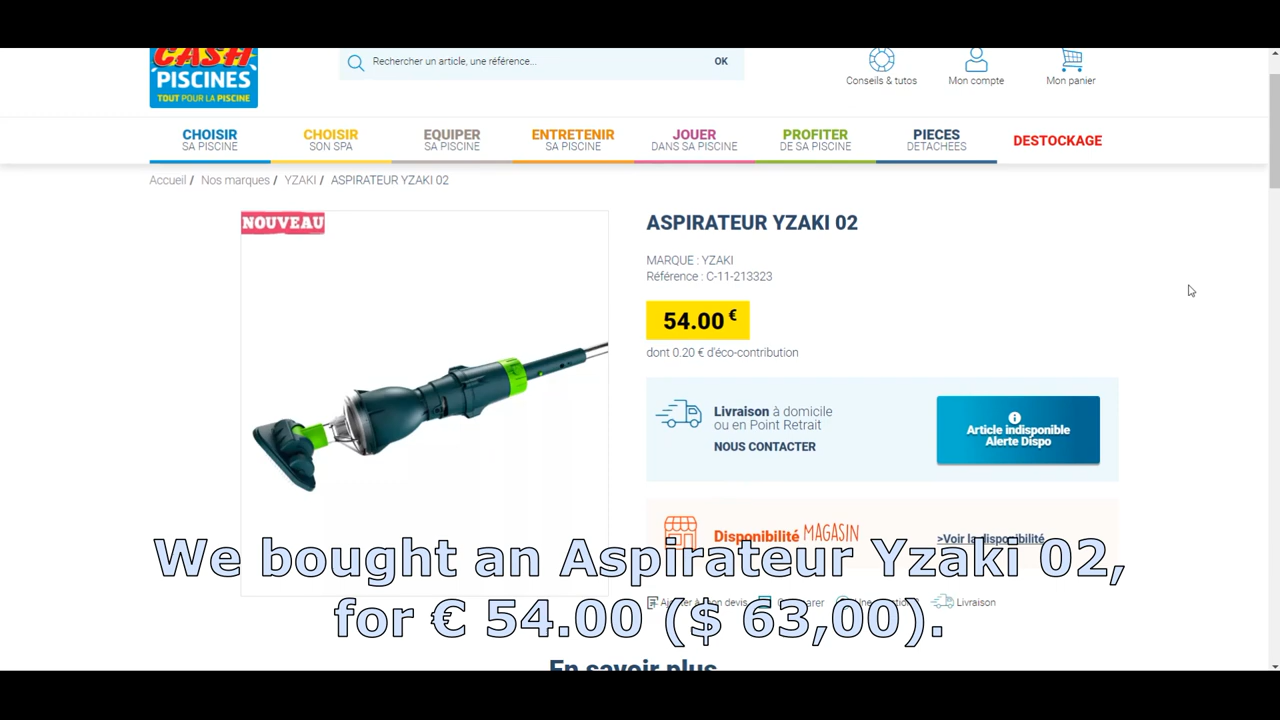 CASH
PISCINES
TOUT POUR LA PISCINE
Rechercher un article, une référence...
OK
Conseils & tutos
Mon compte
Mon panier
CHOISIR
SA PISCINE
CHOISIR
SON SPA
EQUIPER
SA PISCINE
ENTRETENIR
SA PISCINE
JOUER
DANS SA PISCINE
PROFITER
DE SA PISCINE
PIECES
DETACHEES
DESTOCKAGE
Accueil / Nos marques / YZAKI / ASPIRATEUR YZAKI 02
NOUVEAU
ASPIRATEUR YZAKI 02
MARQUE : YZAKI
Référence : C-11-213323
54.00 €
dont 0.20 € d'éco-contribution
Livraison à domicile
ou en Point Retrait
NOUS CONTACTER
Article indisponible
Alerte Dispo
Disponibilité MAGASIN
>Voir la disponibilité
We bought an Aspirateur Yzaki 02,
for € 54.00 ($ 63,00).
Livraison
En savoir plus